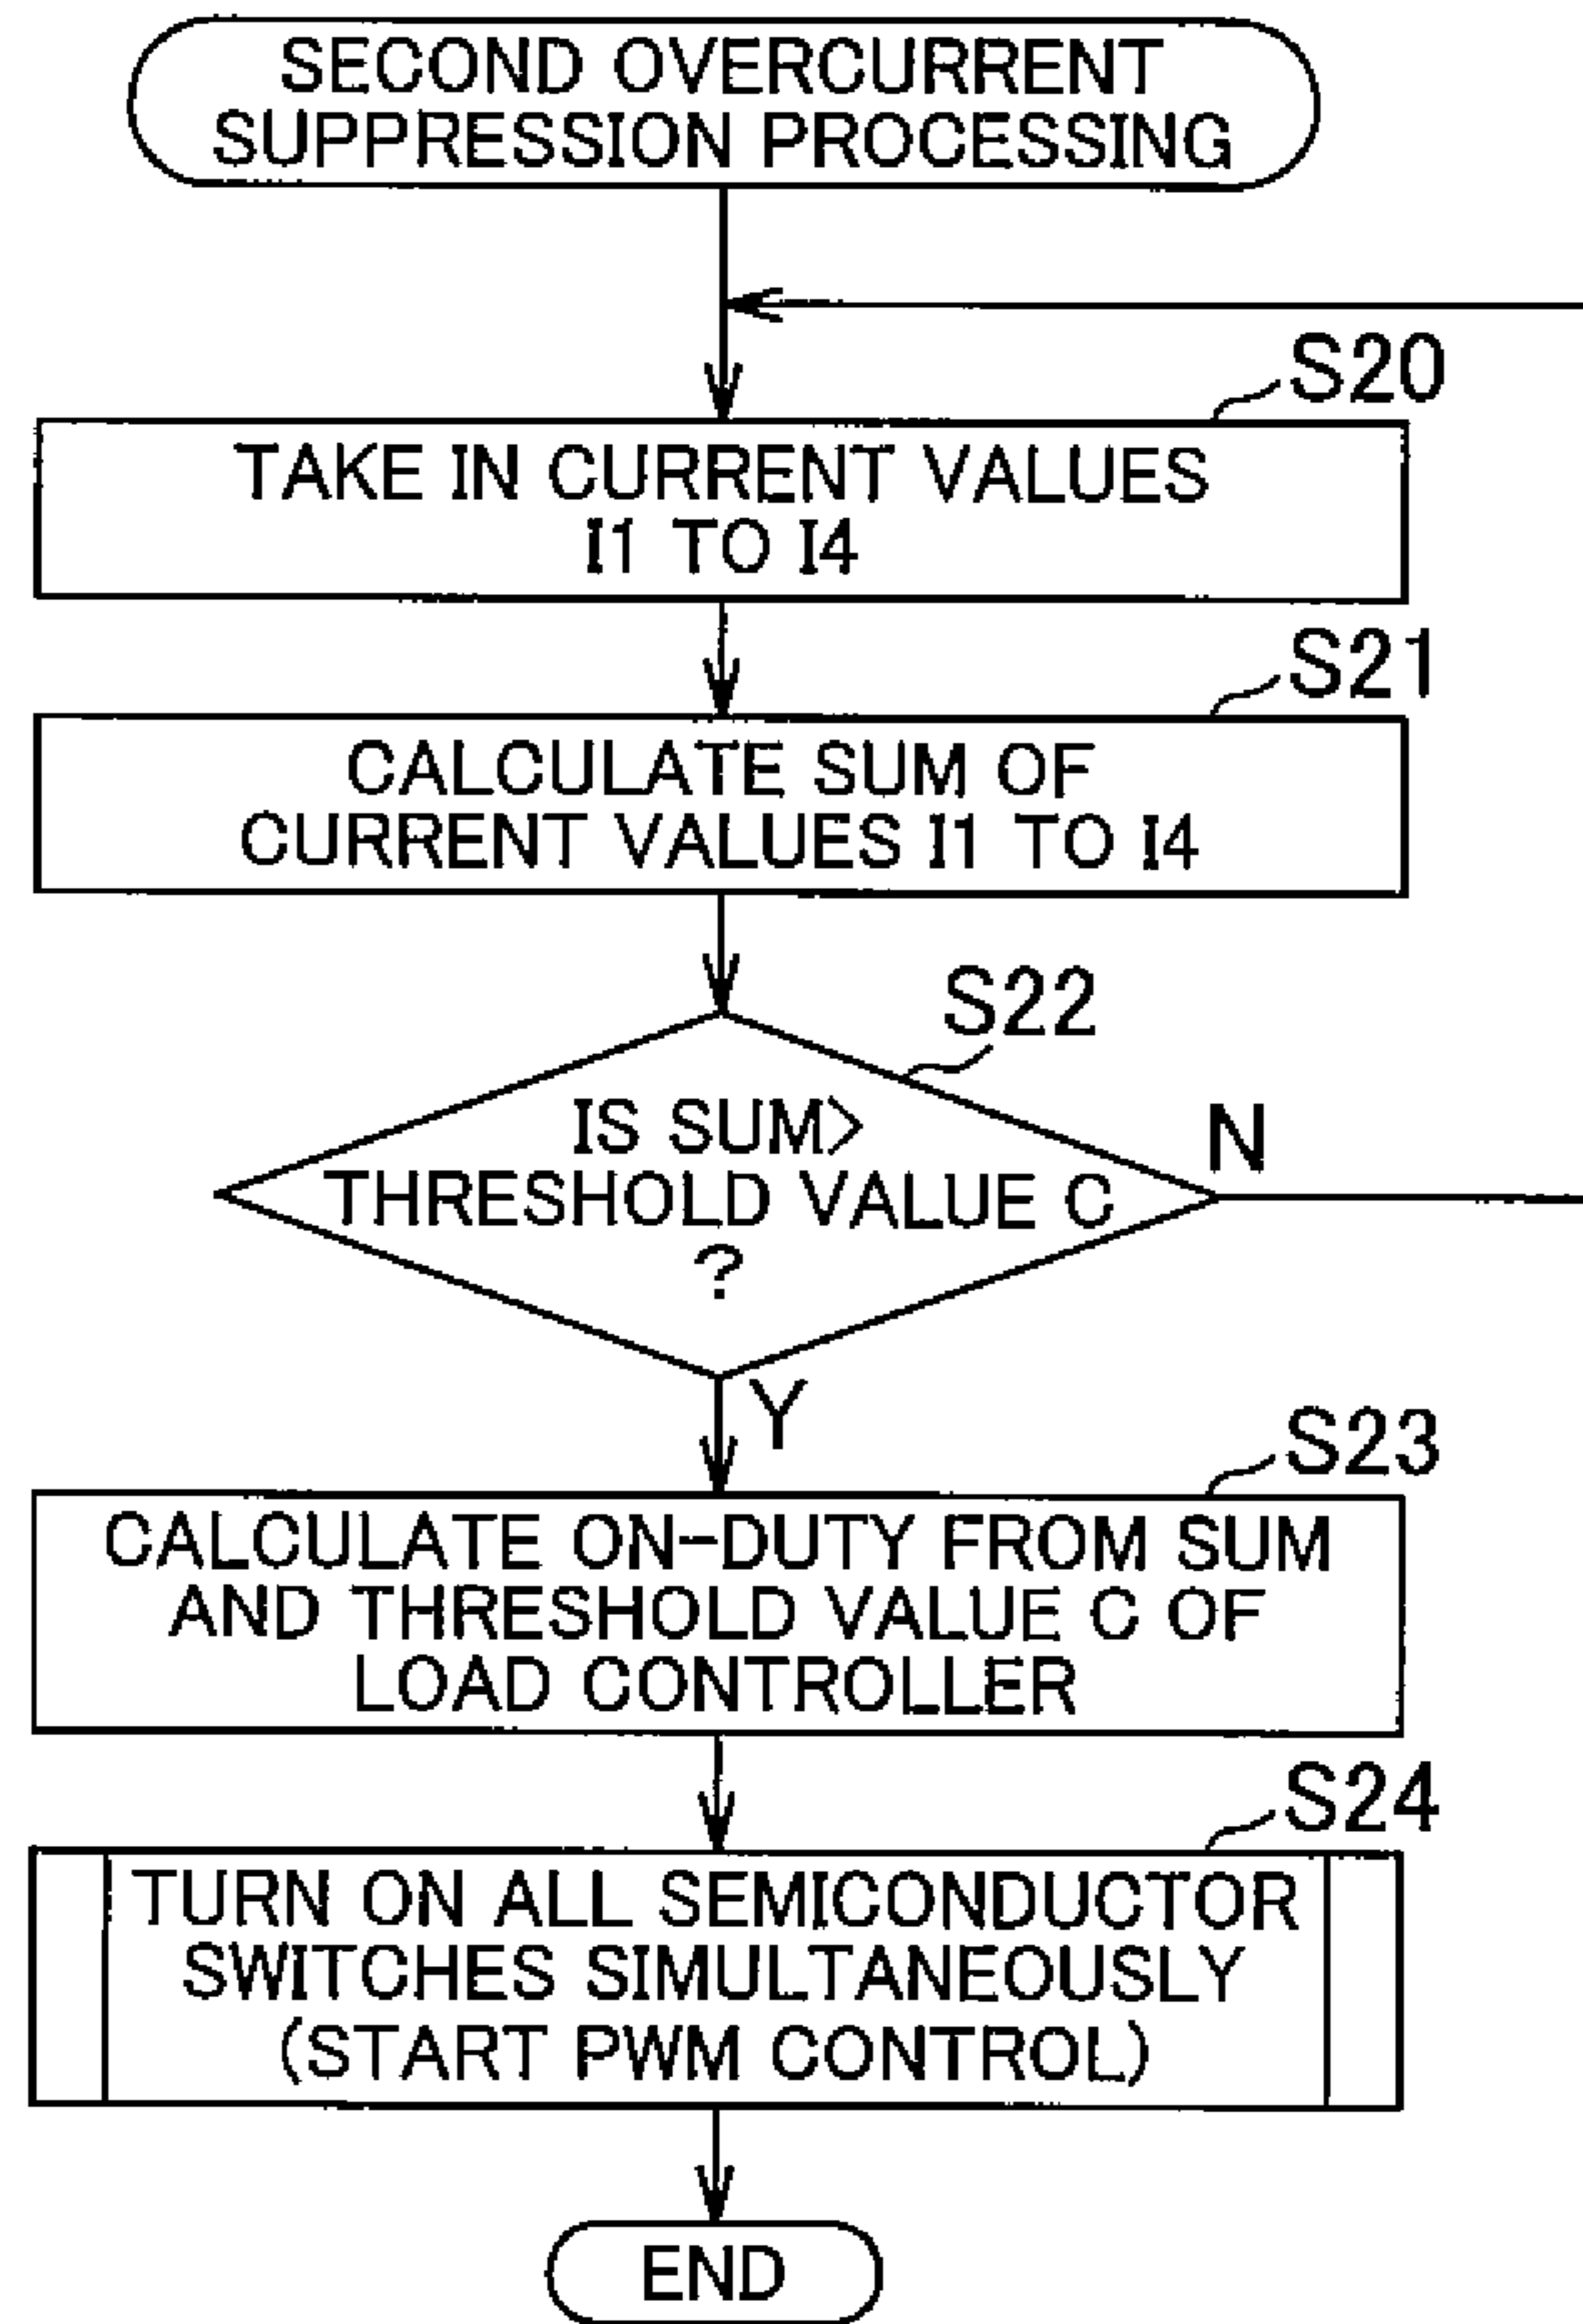 SECOND OVERCURRENT
SUPPRESSION PROCESSING
S20
TAKE IN CURRENT VALUES
I1 TO I4
S21
CALCULATE SUM OF
CURRENT VALUES I1 TO I4
S22
IS SUM>
THRESHOLD VALUE C
?
N
Y
S23
CALCULATE ON-DUTY FROM SUM
AND THRESHOLD VALUE C OF
LOAD CONTROLLER
S24
TURN ON ALL SEMICONDUCTOR
SWITCHES SIMULTANEOUSLY
(START PWM CONTROL)
END